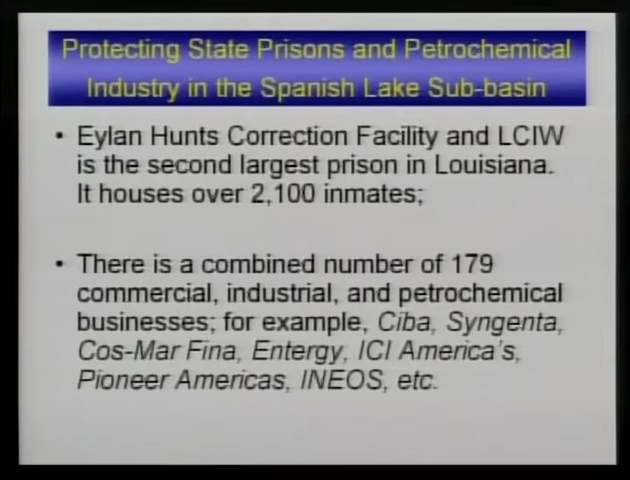 Protecting State Prisons and Petrochemical
Industry in the Spanish Lake Sub-basin
• Eylan Hunts Correction Facility and LCIW
is the second largest prison in Louisiana.
It houses over 2,100 inmates;
• There is a combined number of 179
commercial, industrial, and petrochemical
businesses; for example, Ciba, Syngenta,
Cos-Mar Fina, Entergy, ICI America's,
Pioneer Americas, INEOS, etc.